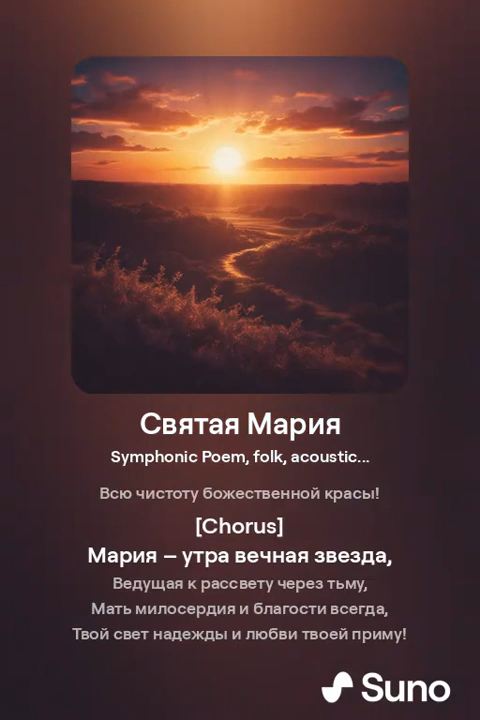 Святая Мария
Symphonic Poem, folk, acoustic...
Всю чистоту божественной красы!
[Chorus]
Мария – утра вечная звезда,
Ведущая к рассвету через тьму,
Мать милосердия и благости всегда,
Твой свет надежды и любви твоей приму!
Suno